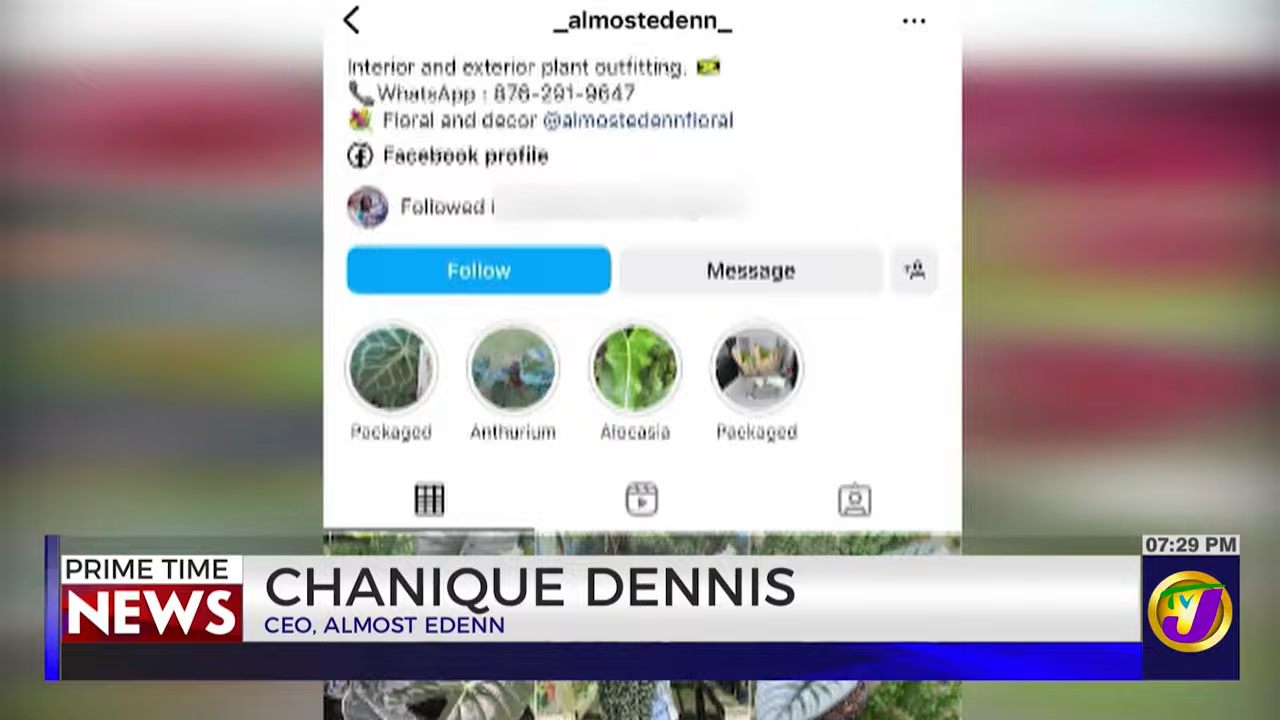 _almostedenn_
Interior and exterior plant outfitting.
WhatsApp : 876-291-9647
Floral and decor @almostedennfloral
Facebook profile
Followed
Follow
Message
Packaged
Anthurium
Alocasia
Packaged
07:29 PM
PRIME TIME
NEWS
CHANIQUE DENNIS
CEO, ALMOST EDENN
TVJ